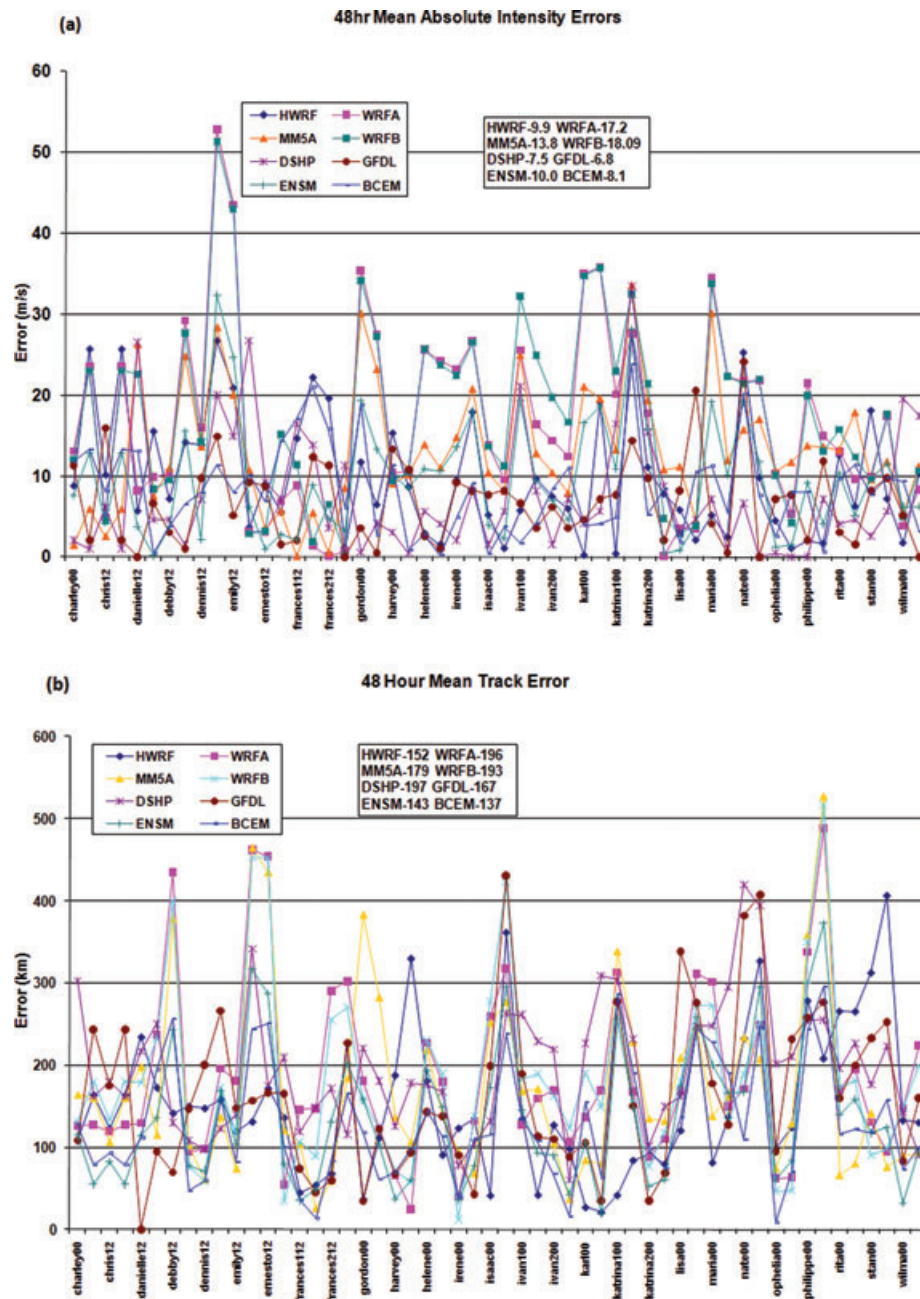 (a)
48hr Mean Absolute Intensity Errors
60
50
40
30
20
10
0
Error (m/s)
HWRF WRFA
MM5A WRFB
DSHP GFDL
ENSM BCEM
HWRF-9.9 WRFA-17.2
MM5A-13.8 WRFB-18.09
DSHP-7.5 GFDL-6.8
ENSM-10.0 BCEM-8.1
charley00
chris12
danielle12
debby12
dennis12
emily12
ernesto12
frances112
frances212
gordon00
harvey00
helene00
irene00
isaac00
ivan100
ivan200
karl00
katrina100
katrina200
lisa00
maria00
nate00
ophelia00
philippe00
rita00
stan00
wilma00
(b)
48 Hour Mean Track Error
600
500
400
300
200
100
0
Error (km)
HWRF WRFA
MM5A WRFB
DSHP GFDL
ENSM BCEM
HWRF-152 WRFA-196
MM5A-179 WRFB-193
DSHP-197 GFDL-167
ENSM-143 BCEM-137
charley00
chris12
danielle12
debby12
dennis12
emily12
ernesto12
frances112
frances212
gordon00
harvey00
helene00
irene00
isaac00
ivan100
ivan200
karl00
katrina100
katrina200
lisa00
maria00
nate00
ophelia00
philippe00
rita00
stan00
wilma00